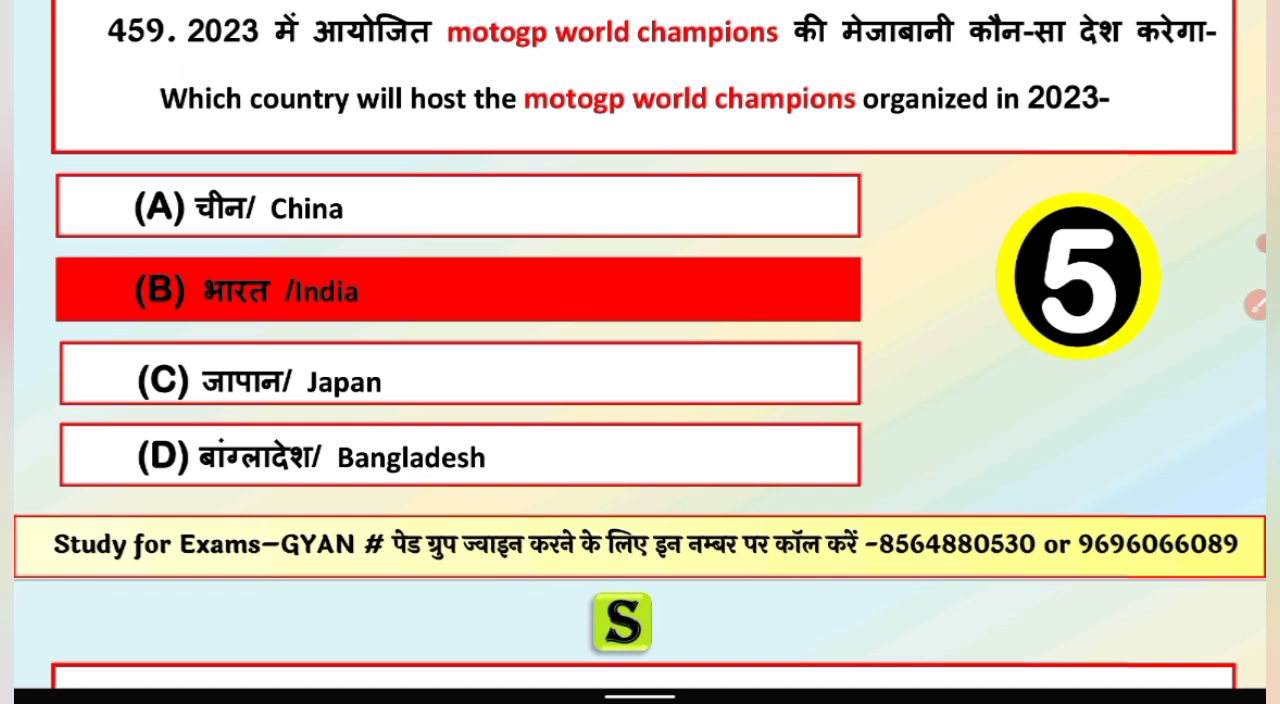 459. 2023 में आयोजित motogp world champions की मेजाबानी कौन-सा देश करेगा-
Which country will host the motogp world champions organized in 2023-
(A) चीन/ China
(B) भारत /India
(C) जापान/ Japan
(D) बांग्लादेश/ Bangladesh
5
Study for Exams–GYAN # पेड ग्रुप ज्वाइन करने के लिए इन नम्बर पर कॉल करें -8564880530 or 9696066089
S